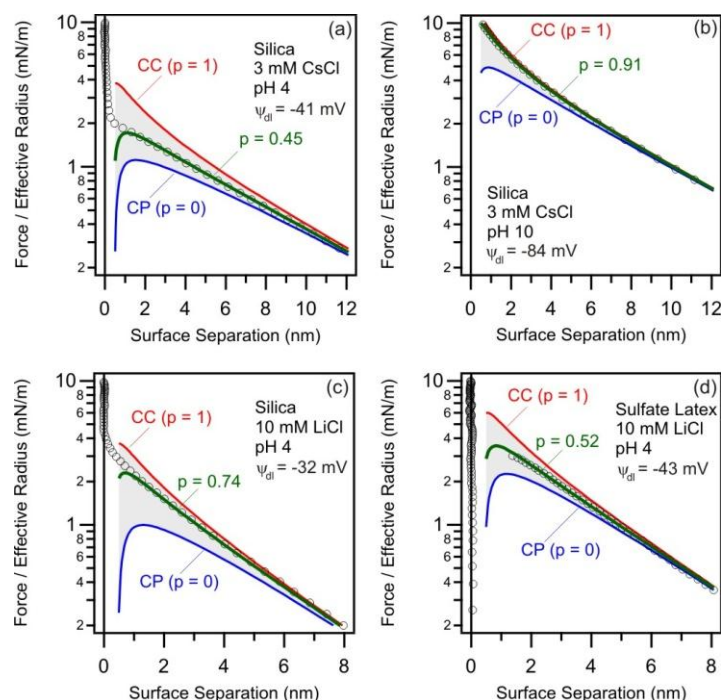 (a)
Force / Effective Radius (mN/m)
10
8
6
4
2
1
8
6
4
2
CC (p = 1)
Silica
3 mM CsCl
pH 4
ψdl = -41 mV
p = 0.45
CP (p = 0)
0 2 4 6 8 10 12
Surface Separation (nm)
(b)
Force / Effective Radius (mN/m)
10
8
6
4
2
1
8
6
4
2
CC (p = 1)
p = 0.91
CP (p = 0)
Silica
3 mM CsCl
pH 10
ψdl = -84 mV
0 2 4 6 8 10 12
Surface Separation (nm)
(c)
Force / Effective Radius (mN/m)
10
8
6
4
2
1
8
6
4
2
CC (p = 1)
Silica
10 mM LiCl
pH 4
ψdl = -32 mV
p = 0.74
CP (p = 0)
0 2 4 6 8
Surface Separation (nm)
(d)
Force / Effective Radius (mN/m)
10
8
6
4
2
1
8
6
4
2
CC (p = 1)
Sulfate Latex
10 mM LiCl
pH 4
ψdl = -43 mV
p = 0.52
CP (p = 0)
0 2 4 6 8
Surface Separation (nm)